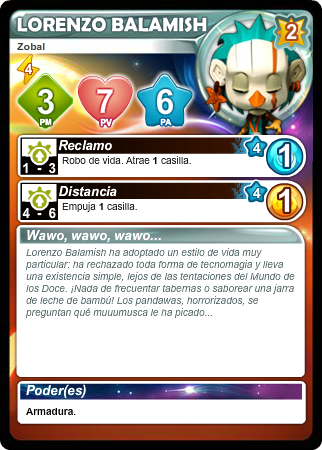 LORENZO BALAMISH
2
Zobal
4
3
PM
7
PV
6
PA
Reclamo
4
1
1 - 3
Robo de vida. Atrae 1 casilla.
Distancia
4
1
4 - 6
Empuja 1 casilla.
Wawo, wawo, wawo...
Lorenzo Balamish ha adoptado un estilo de vida muy
particular: ha rechazado toda forma de tecnomagia y lleva
una existencia simple, lejos de las tentaciones del Mundo de
los Doce. ¡Nada de frecuentar tabernas o saborear una jarra
de leche de bambú! Los pandawas, horrorizados, se
preguntan qué muuumusca le ha picado...
Poder(es)
Armadura.